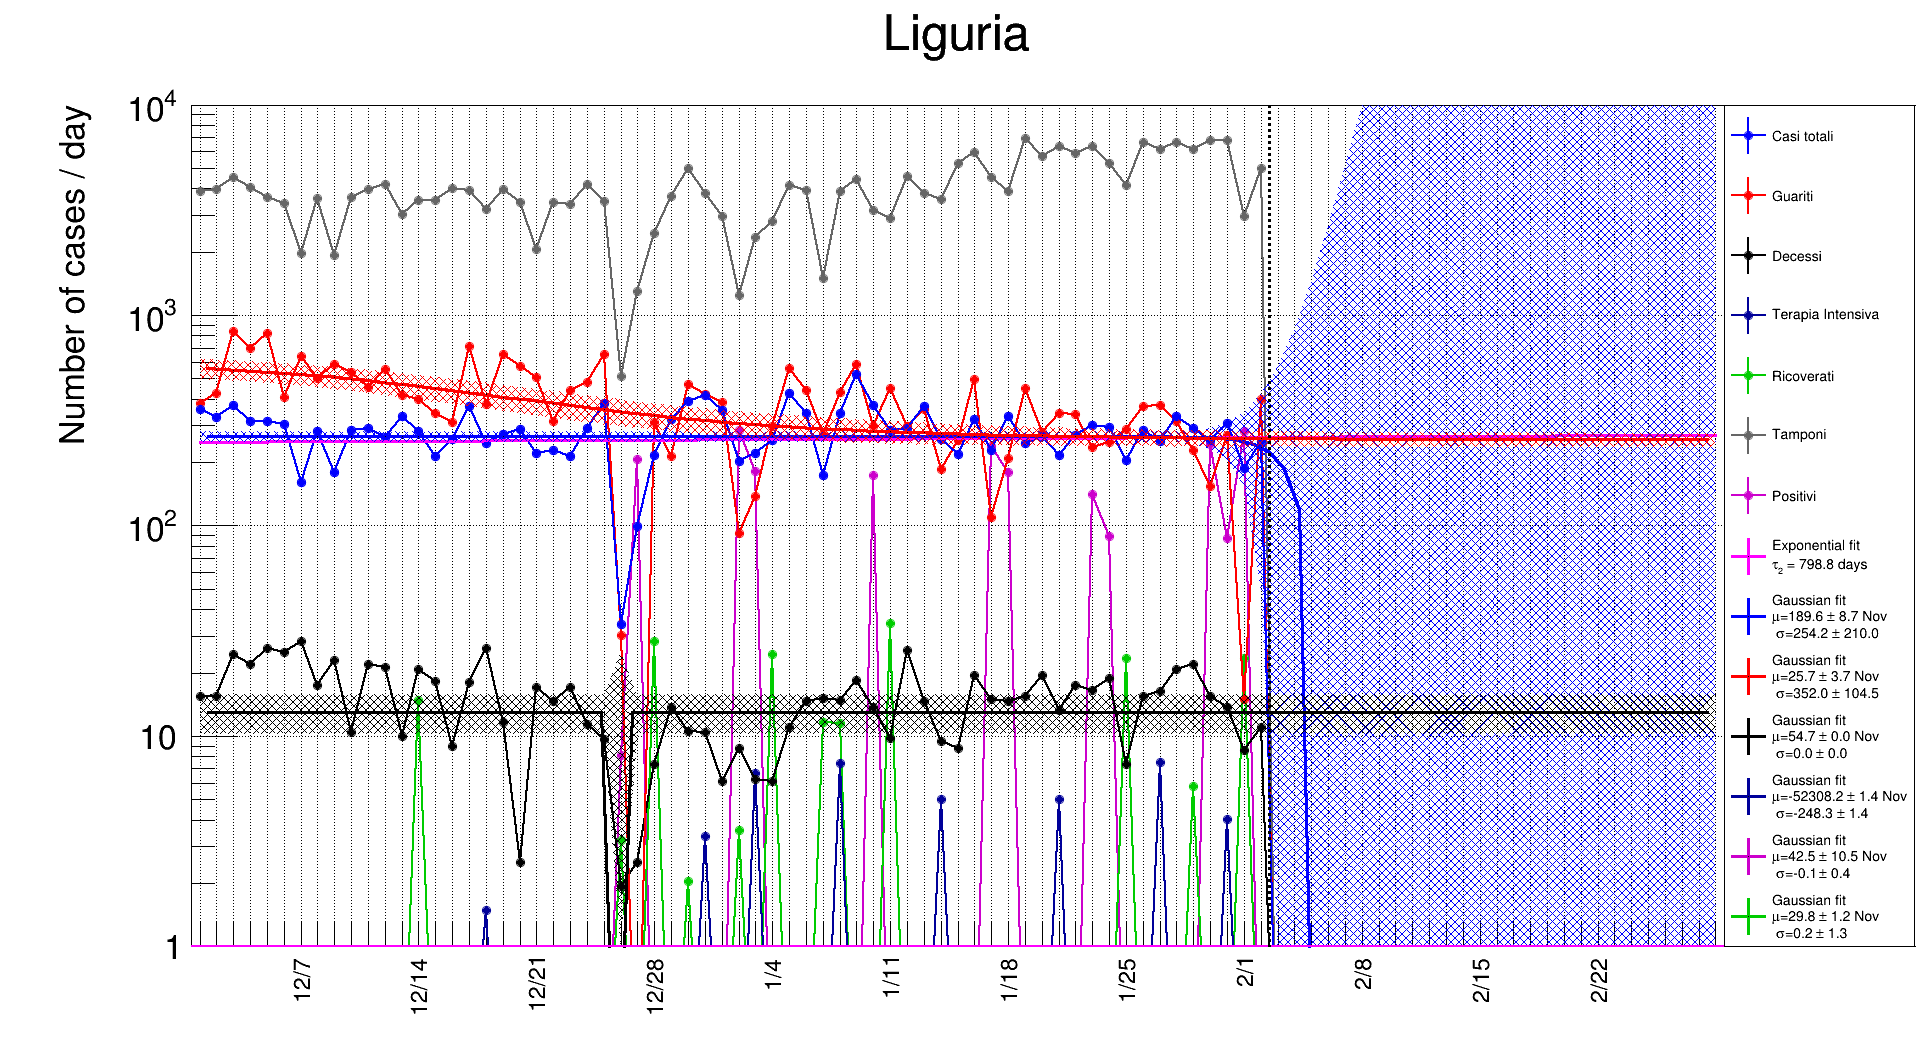 Liguria
Number of cases / day
10^4
10^3
10^2
10
1
12/7
12/14
12/21
12/28
1/4
1/11
1/18
1/25
2/1
2/8
2/15
2/22
Casi totali
Guariti
Decessi
Terapia Intensiva
Ricoverati
Tamponi
Positivi
Exponential fit
τ₂ = 798.8 days
Gaussian fit
μ=189.6 ± 8.7 Nov
σ=254.2 ± 210.0
Gaussian fit
μ=25.7 ± 3.7 Nov
σ=352.0 ± 104.5
Gaussian fit
μ=54.7 ± 0.0 Nov
σ=0.0 ± 0.0
Gaussian fit
μ=-52308.2 ± 1.4 Nov
σ=-248.3 ± 1.4
Gaussian fit
μ=42.5 ± 10.5 Nov
σ=-0.1 ± 0.4
Gaussian fit
μ=29.8 ± 1.2 Nov
σ=0.2 ± 1.3